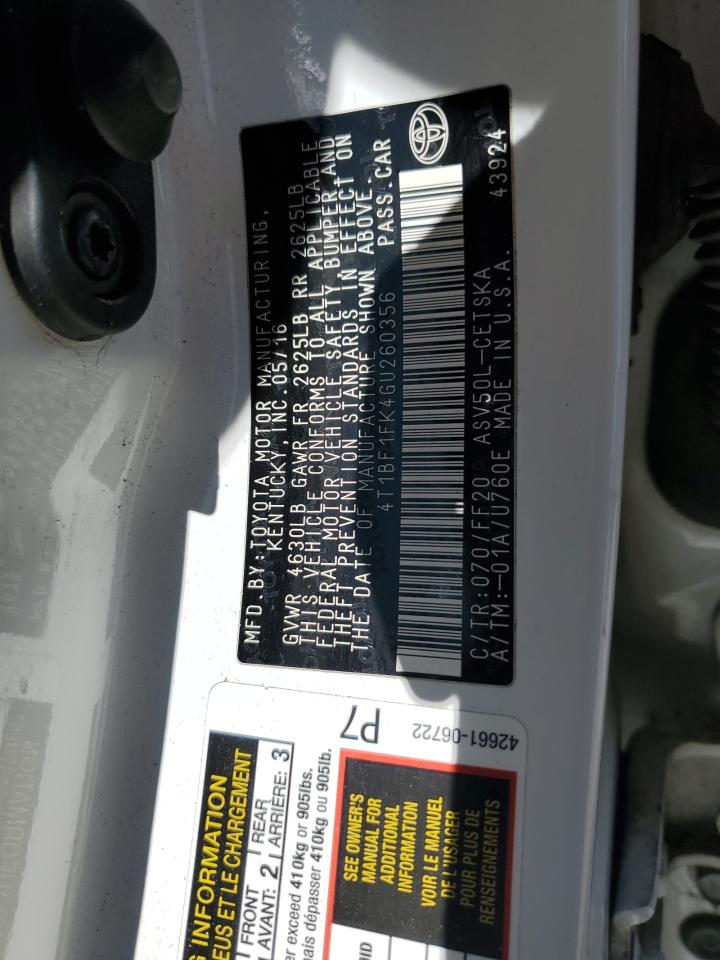 MFD.BY:TOYOTA MOTOR MANUFACTURING,
KENTUCKY,INC. 05/16
GVWR 4630LB GAWR FR 2625LB RR 2625LB
THIS VEHICLE CONFORMS TO ALL APPLICABLE
FEDERAL MOTOR VEHICLE SAFETY, BUMPER AND
THEFT PREVENTION STANDARDS IN EFFECT ON
THE DATE OF MANUFACTURE SHOWN ABOVE.
4T1BF1FK4GU260356 PASS.CAR
C/TR:070/FF20 ASV50L-CETSKA 43924
A/TM:-01A/U760E MADE IN U.S.A.
INFORMATION
ET LE CHARGEMENT
FRONT
AVANT: 2
REAR
ARRIÈRE: 3
exceed 410kg or 905lbs.
dépasser 410kg ou 905lb.
P7
42661-06722
SEE OWNER'S
MANUAL FOR
ADDITIONAL
INFORMATION
VOIR LE MANUEL
DE L'USAGER
POUR PLUS DE
RENSEIGNEMENTS